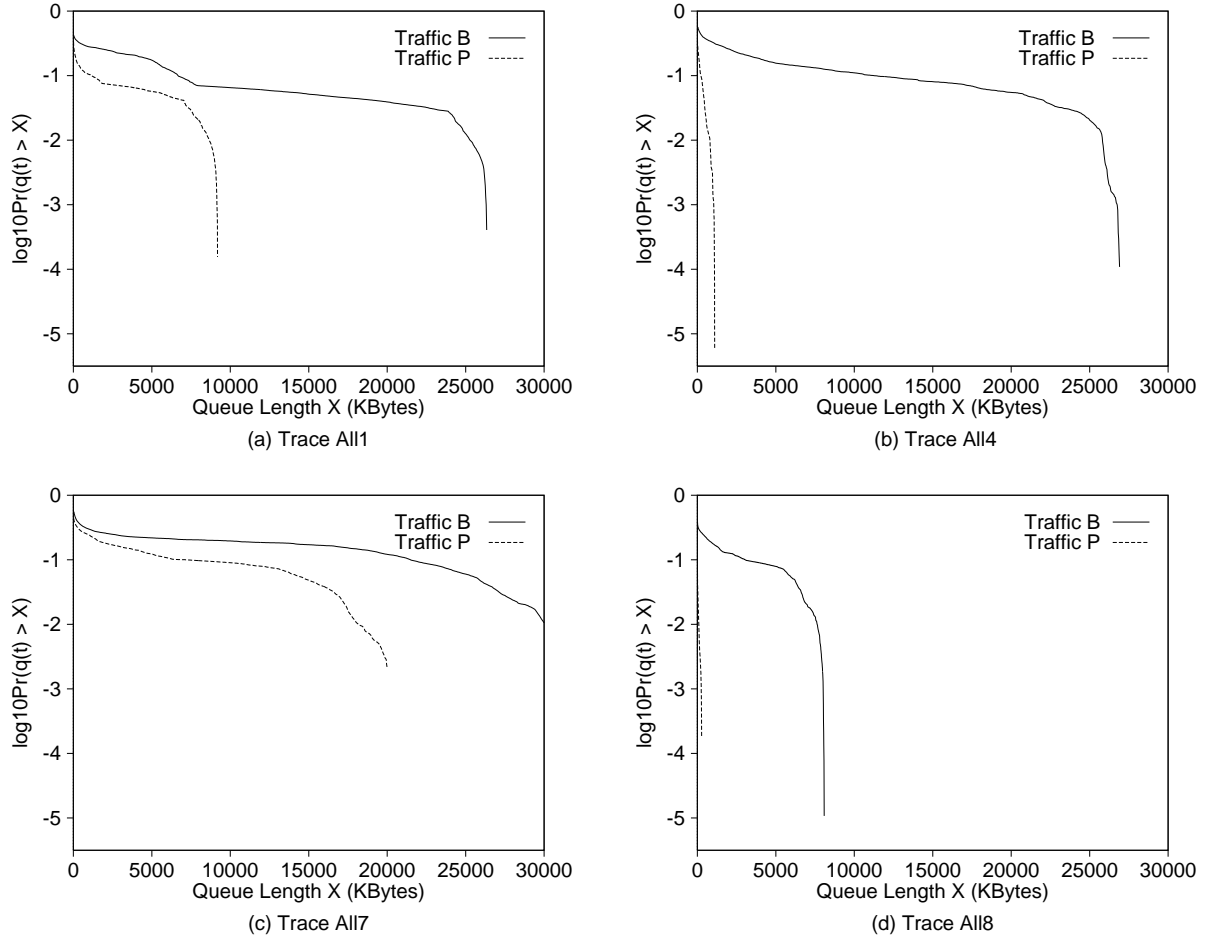 0
-1
-2
-3
-4
-5
log10Pr(q(t) > X)
Traffic B
Traffic P
0 5000 10000 15000 20000 25000 30000
Queue Length X (KBytes)
(a) Trace All1
0
-1
-2
-3
-4
-5
log10Pr(q(t) > X)
Traffic B
Traffic P
0 5000 10000 15000 20000 25000 30000
Queue Length X (KBytes)
(b) Trace All4
0
-1
-2
-3
-4
-5
log10Pr(q(t) > X)
Traffic B
Traffic P
0 5000 10000 15000 20000 25000 30000
Queue Length X (KBytes)
(c) Trace All7
0
-1
-2
-3
-4
-5
log10Pr(q(t) > X)
Traffic B
Traffic P
0 5000 10000 15000 20000 25000 30000
Queue Length X (KBytes)
(d) Trace All8